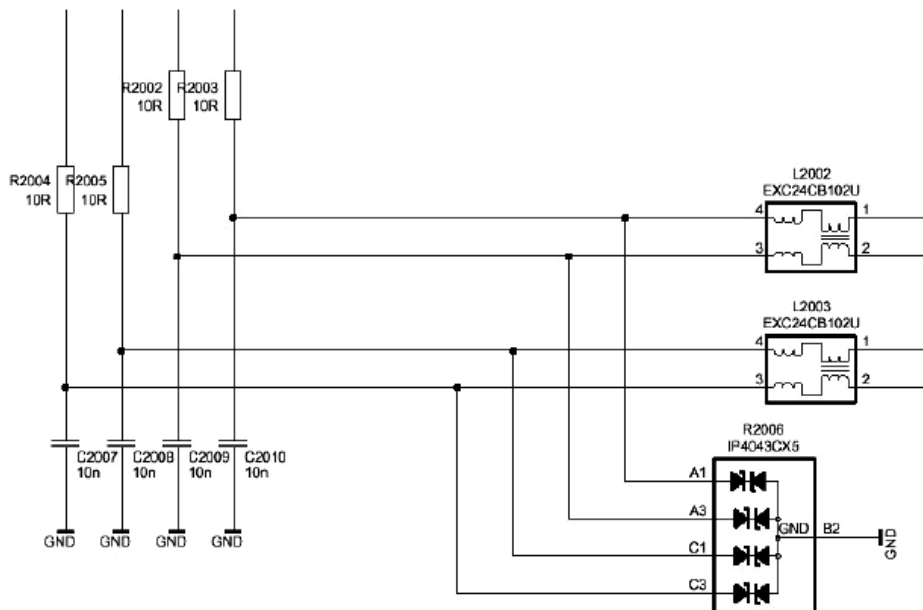 R2002
10R
R2003
10R
R2004
10R
R2005
10R
L2002
EXC24CB102U
4
1
3
2
L2003
EXC24CB102U
4
1
3
2
C2007
10n
C2008
10n
C2009
10n
C2010
10n
GND
GND
GND
GND
R2006
IP4043CX5
A1
A3
C1
C3
GND
B2
GND